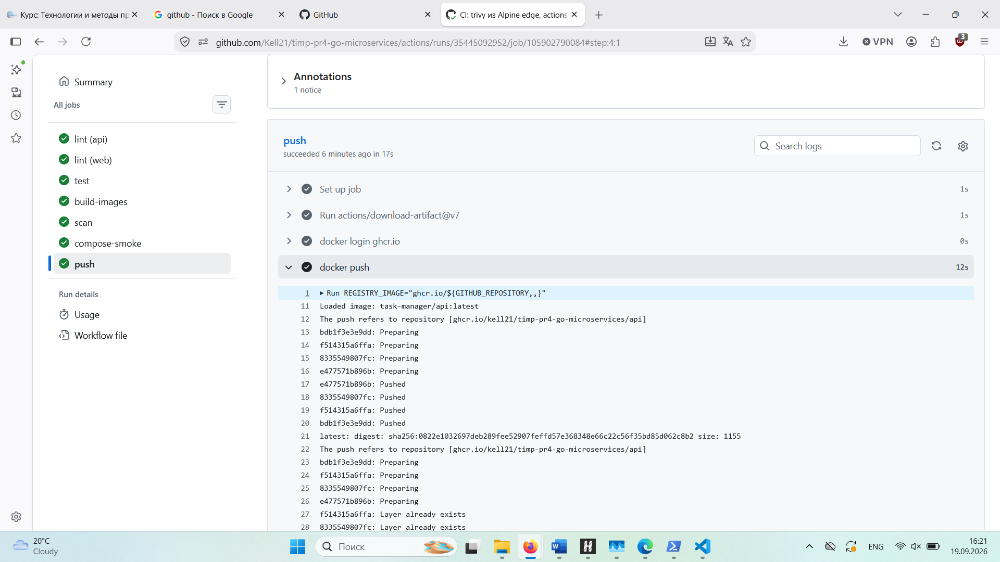 Курс: Технологии и методы пр
github - Поиск в Google
GitHub
CI: trivy из Alpine edge, actions
github.com/Kell21/timp-pr4-go-microservices/actions/runs/35445092952/job/105902790084#step:4:1
VPN
3
Summary
All jobs
lint (api)
lint (web)
test
build-images
scan
compose-smoke
push
Run details
Usage
Workflow file
Annotations
1 notice
push
succeeded 6 minutes ago in 17s
Search logs
Set up job 1s
Run actions/download-artifact@v7 1s
docker login ghcr.io 0s
docker push 12s
1 Run REGISTRY_IMAGE="ghcr.io/${GITHUB_REPOSITORY,,}"
11 Loaded image: task-manager/api:latest
12 The push refers to repository [ghcr.io/kell21/timp-pr4-go-microservices/api]
13 bdb1f3e3e9dd: Preparing
14 f514315a6ffa: Preparing
15 8335549807fc: Preparing
16 e477571b896b: Preparing
17 e477571b896b: Pushed
18 8335549807fc: Pushed
19 f514315a6ffa: Pushed
20 bdb1f3e3e9dd: Pushed
21 latest: digest: sha256:0822e1032697deb289fee52907feffd57e368348e66c22c56f35bd85d062c8b2 size: 1155
22 The push refers to repository [ghcr.io/kell21/timp-pr4-go-microservices/api]
23 bdb1f3e3e9dd: Preparing
24 f514315a6ffa: Preparing
25 8335549807fc: Preparing
26 e477571b896b: Preparing
27 f514315a6ffa: Layer already exists
28 8335549807fc: Layer already exists
20°C
Cloudy
Поиск
ENG
16:21
19.09.2026